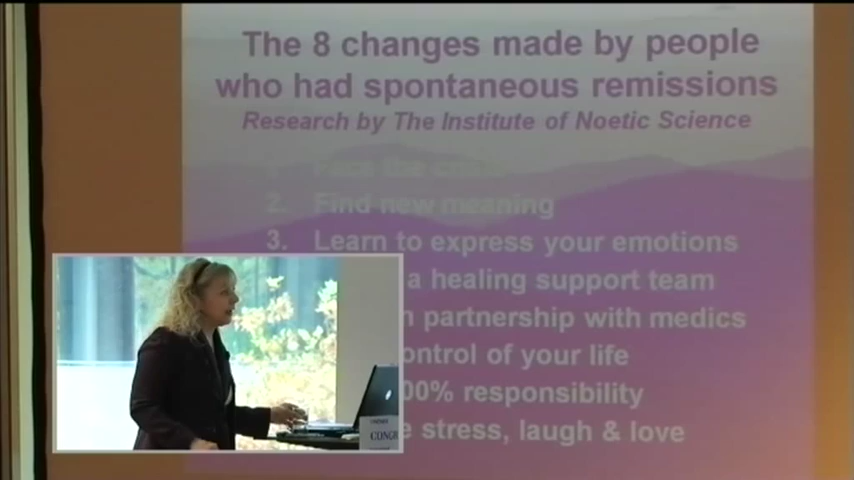 The 8 changes made by people
who had spontaneous remissions
Research by The Institute of Noetic Science
2. Find new meaning
3. Learn to express your emotions
a healing support team
partnership with medics
of your life
responsibility
stress, laugh & love